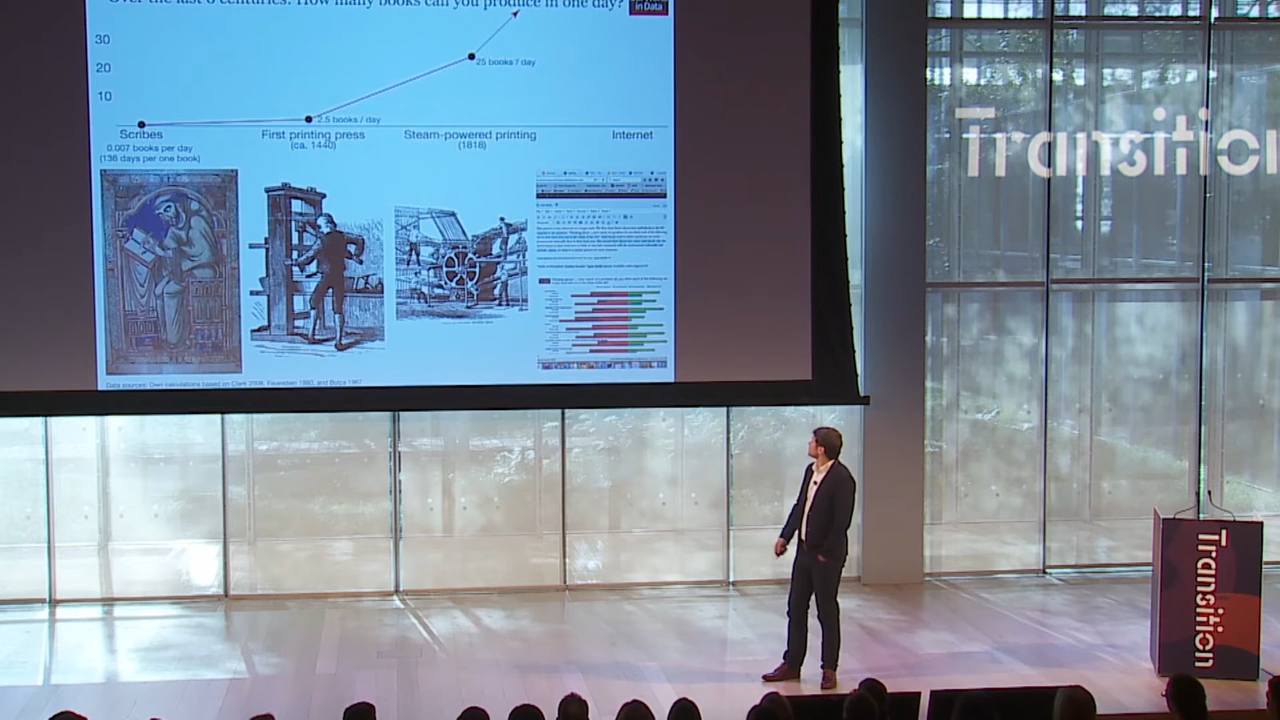 Over the last 6 centuries: How many books can you produce in one day?
in Data
30
20
10
25 books / day
2.5 books / day
Scribes
0.007 books per day
(136 days per one book)
First printing press
(ca. 1440)
Steam-powered printing
(1818)
Internet
Data sources: Own calculations based on Clark 2008, Feuerstein 1980, and Bolza 1967
Transition
Transition